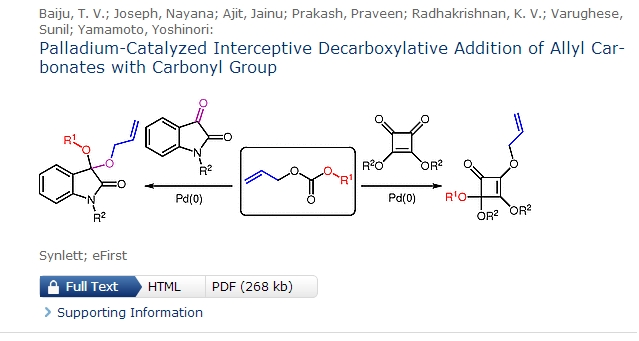 Baiju, T. V.; Joseph, Nayana; Ajit, Jainu; Prakash, Praveen; Radhakrishnan, K. V.; Varughese,
Sunil; Yamamoto, Yoshinori:
Palladium-Catalyzed Interceptive Decarboxylative Addition of Allyl Car-
bonates with Carbonyl Group
R¹ O O O N R²
O O N R²
O O R¹ O
O O R²O OR²
O O R¹O OR² OR²
Pd(0)
Pd(0)
Synlett; eFirst
Full Text HTML PDF (268 kb)
Supporting Information